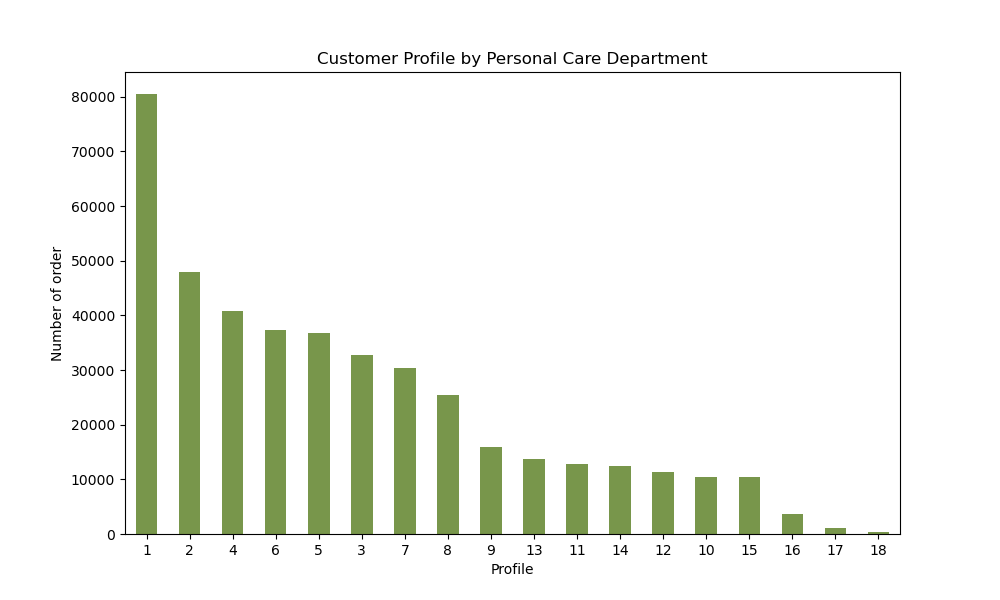 Customer Profile by Personal Care Department
80000
70000
60000
50000
40000
30000
20000
10000
0
Number of order
1 2 4 6 5 3 7 8 9 13 11 14 12 10 15 16 17 18
Profile